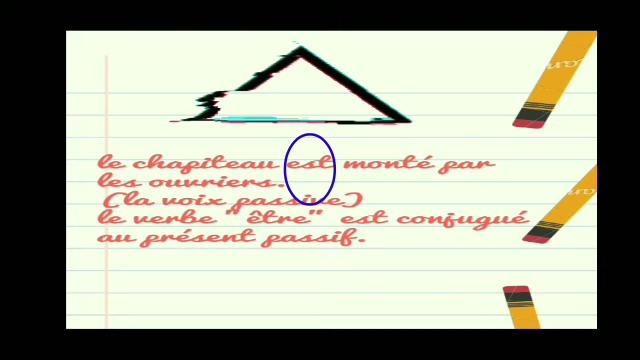 le chapiteau est monté par
les ouvriers.
(la voix passive)
le verbe "être" est conjugué
au présent passif.